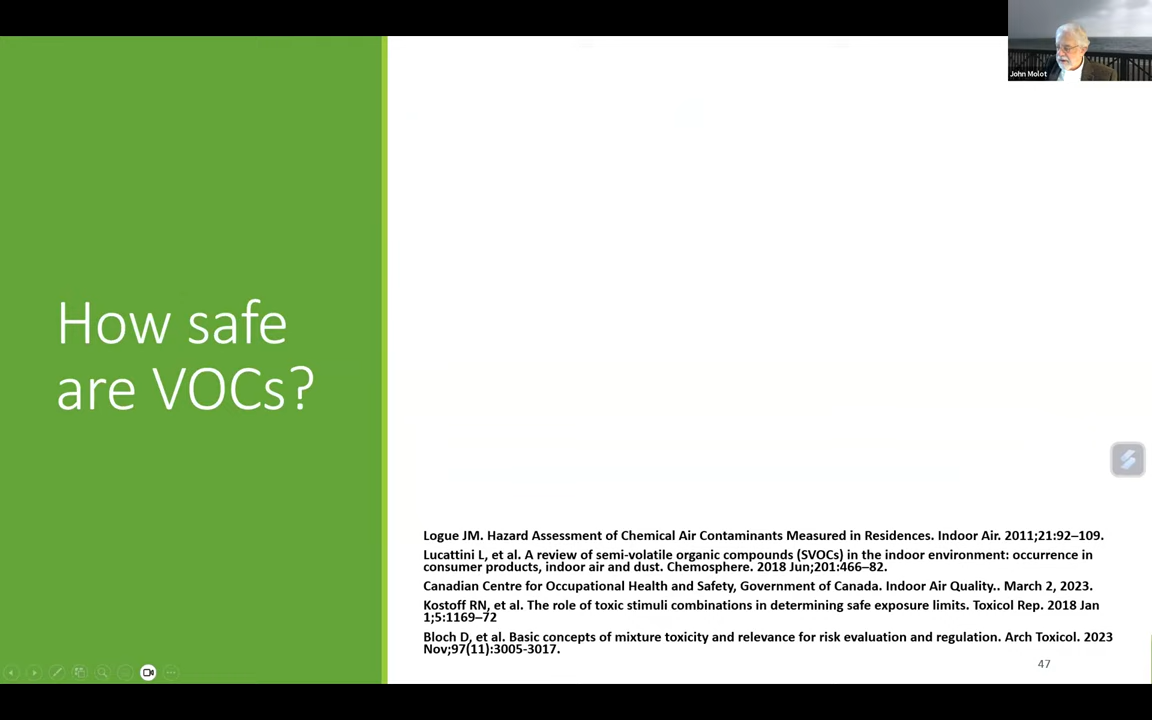 John Molot
How safe
are VOCs?
Logue JM. Hazard Assessment of Chemical Air Contaminants Measured in Residences. Indoor Air. 2011;21:92–109.
Lucattini L, et al. A review of semi-volatile organic compounds (SVOCs) in the indoor environment: occurrence in
consumer products, indoor air and dust. Chemosphere. 2018 Jun;201:466–82.
Canadian Centre for Occupational Health and Safety, Government of Canada. Indoor Air Quality.. March 2, 2023.
Kostoff RN, et al. The role of toxic stimuli combinations in determining safe exposure limits. Toxicol Rep. 2018 Jan
1;5:1169–72
Bloch D, et al. Basic concepts of mixture toxicity and relevance for risk evaluation and regulation. Arch Toxicol. 2023
Nov;97(11):3005-3017.
47